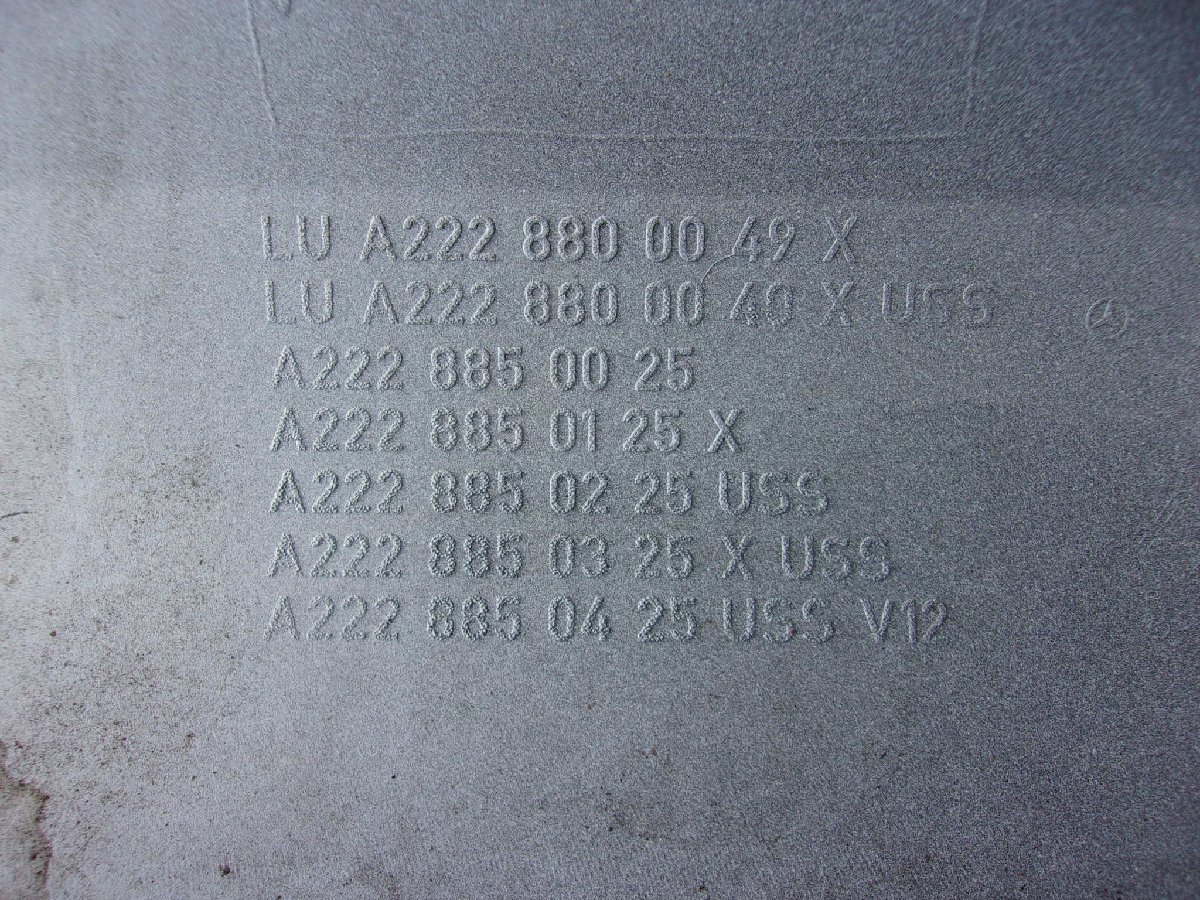 LU A222 880 00 49 X
LU A222 880 00 40 X USS
A222 885 00 25
A222 885 01 25 X
A222 885 02 25 USS
A222 885 03 25 X USS
A222 885 04 25 USS V12